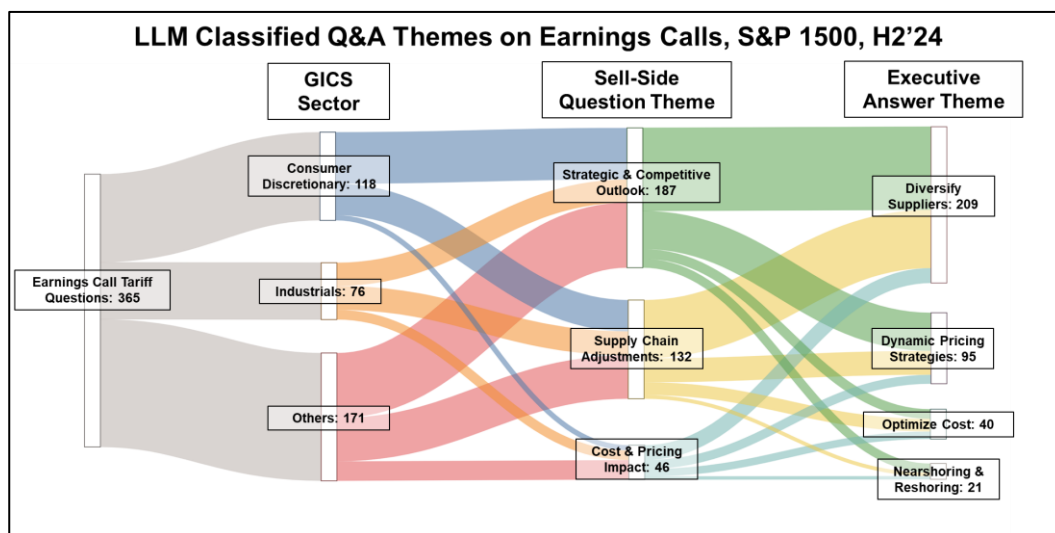 LLM Classified Q&A Themes on Earnings Calls, S&P 1500, H2’24
GICS
Sector
Sell-Side
Question Theme
Executive
Answer Theme
Earnings Call Tariff
Questions: 365
Consumer
Discretionary: 118
Industrials: 76
Others: 171
Strategic & Competitive
Outlook: 187
Supply Chain
Adjustments: 132
Cost & Pricing
Impact: 46
Diversify
Suppliers: 209
Dynamic Pricing
Strategies: 95
Optimize Cost: 40
Nearshoring &
Reshoring: 21